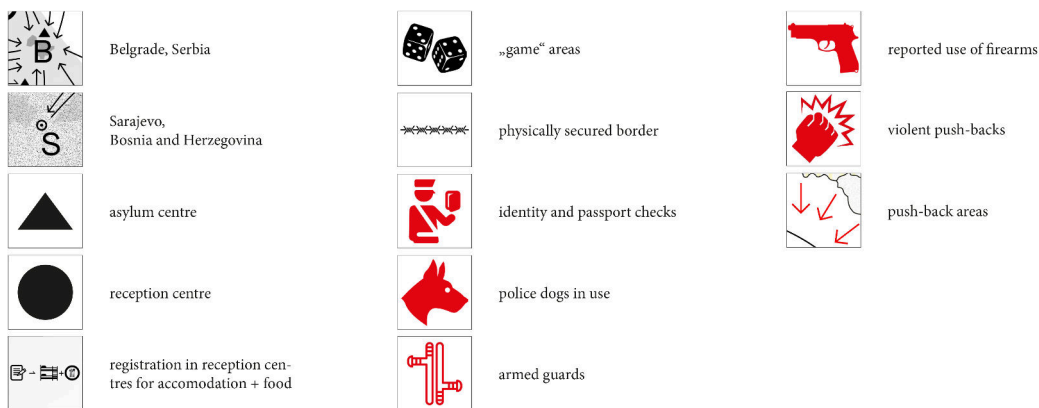 B
Belgrade, Serbia
S
Sarajevo,
Bosnia and Herzegovina
asylum centre
reception centre
registration in reception cen-
tres for accomodation + food
„game“ areas
physically secured border
identity and passport checks
police dogs in use
armed guards
reported use of firearms
violent push-backs
push-back areas